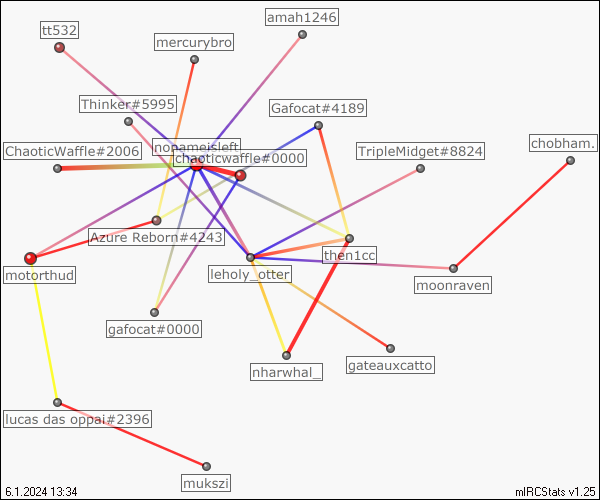 amah1246
tt532
mercurybro
Thinker#5995
Gafocat#4189
nonameisleft
ChaoticWaffle#2006
chaoticwaffle#0000
TripleMidget#8824
chobham.
Azure Reborn#4243
then1cc
motorthud
leholy_otter
moonraven
gafocat#0000
nharwhal_
gateauxcatto
lucas das oppai#2396
mukszi
6.1.2024 13:34
mIRCStats v1.25